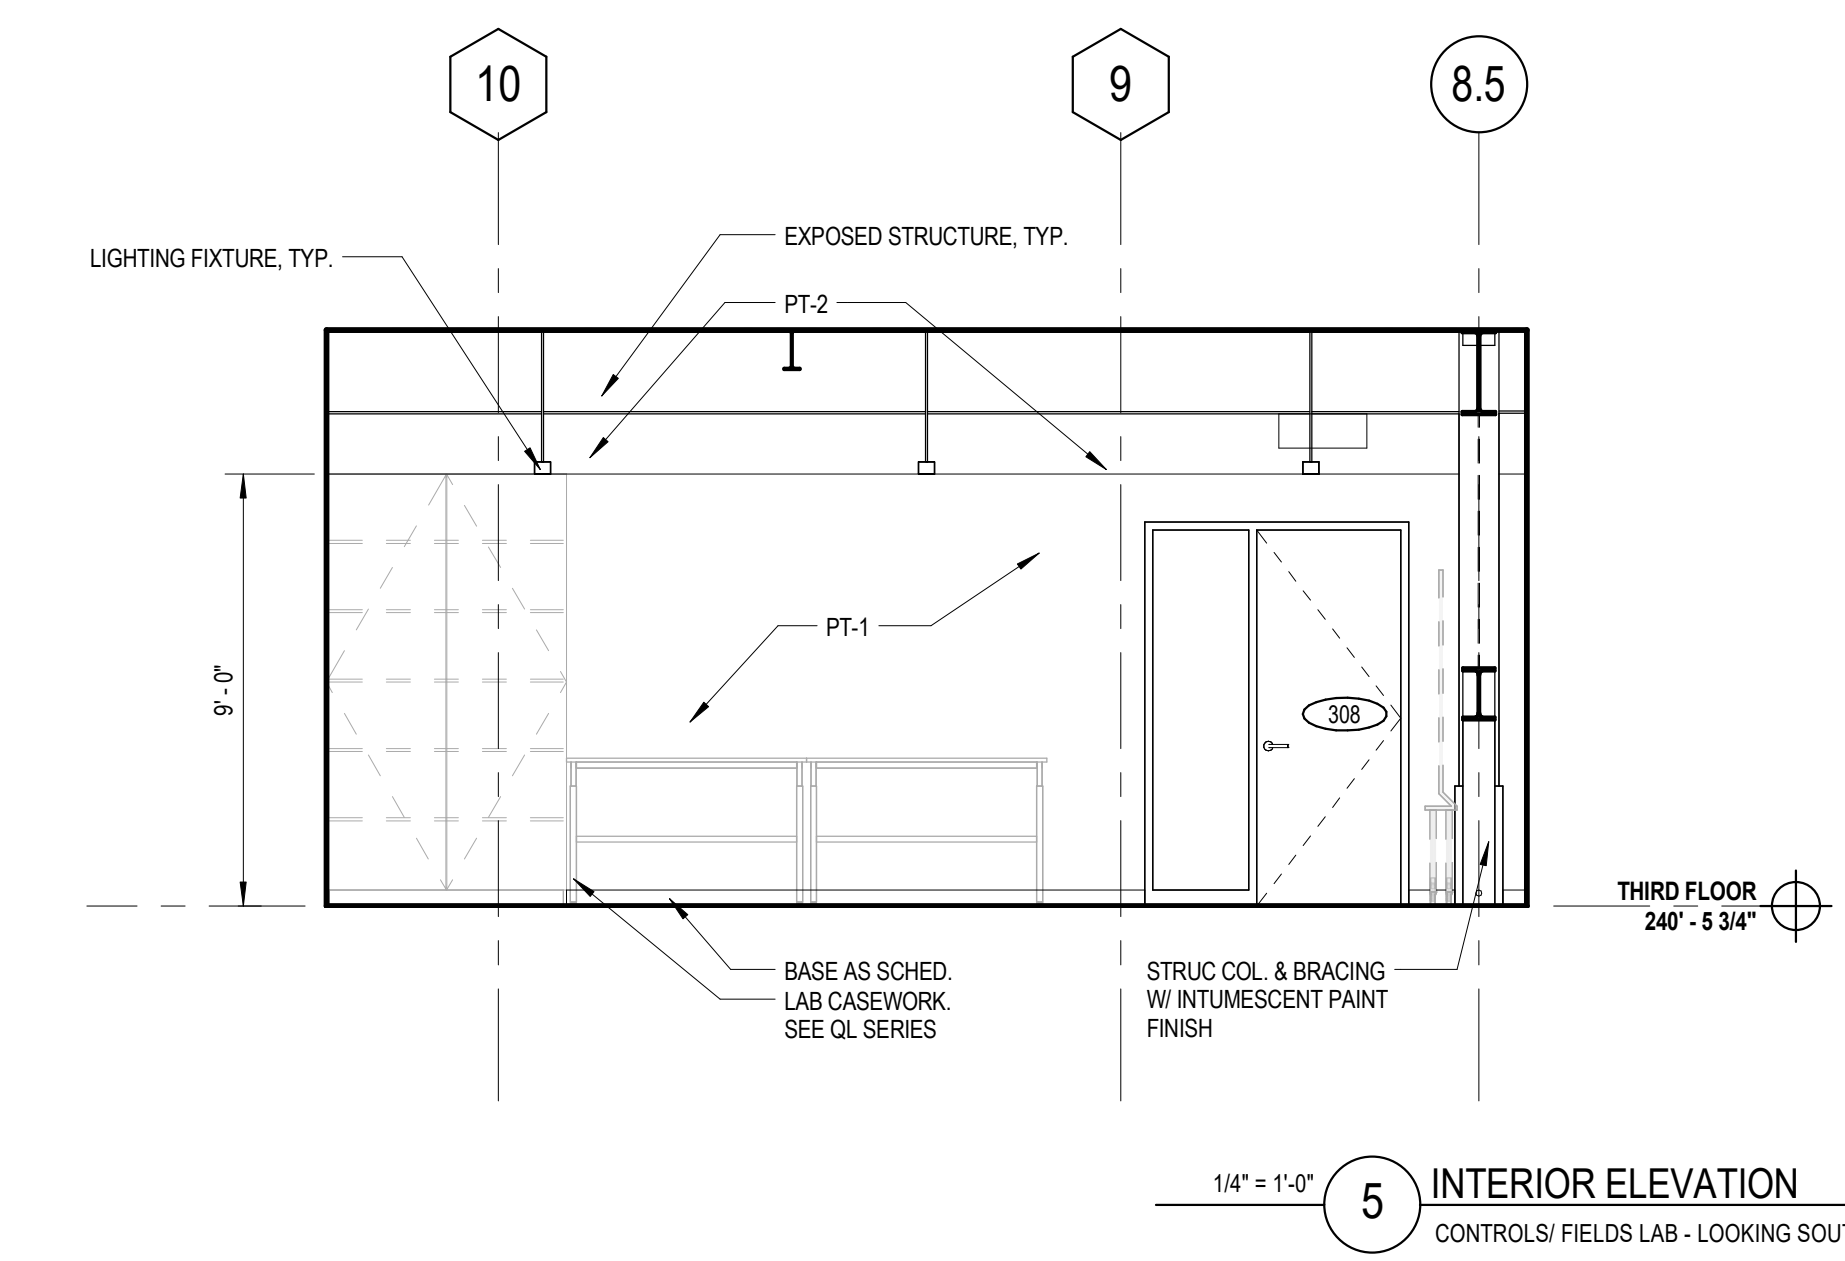 10
9
8.5
EXPOSED STRUCTURE, TYP.
LIGHTING FIXTURE, TYP.
PT-2
PT-1
9' - 0"
308
THIRD FLOOR
240' - 5 3/4"
BASE AS SCHED.
LAB CASEWORK.
SEE QL SERIES
STRUC COL. & BRACING
W/ INTUMESCENT PAINT
FINISH
1/4" = 1'-0"
5
INTERIOR ELEVATION
CONTROLS/ FIELDS LAB - LOOKING